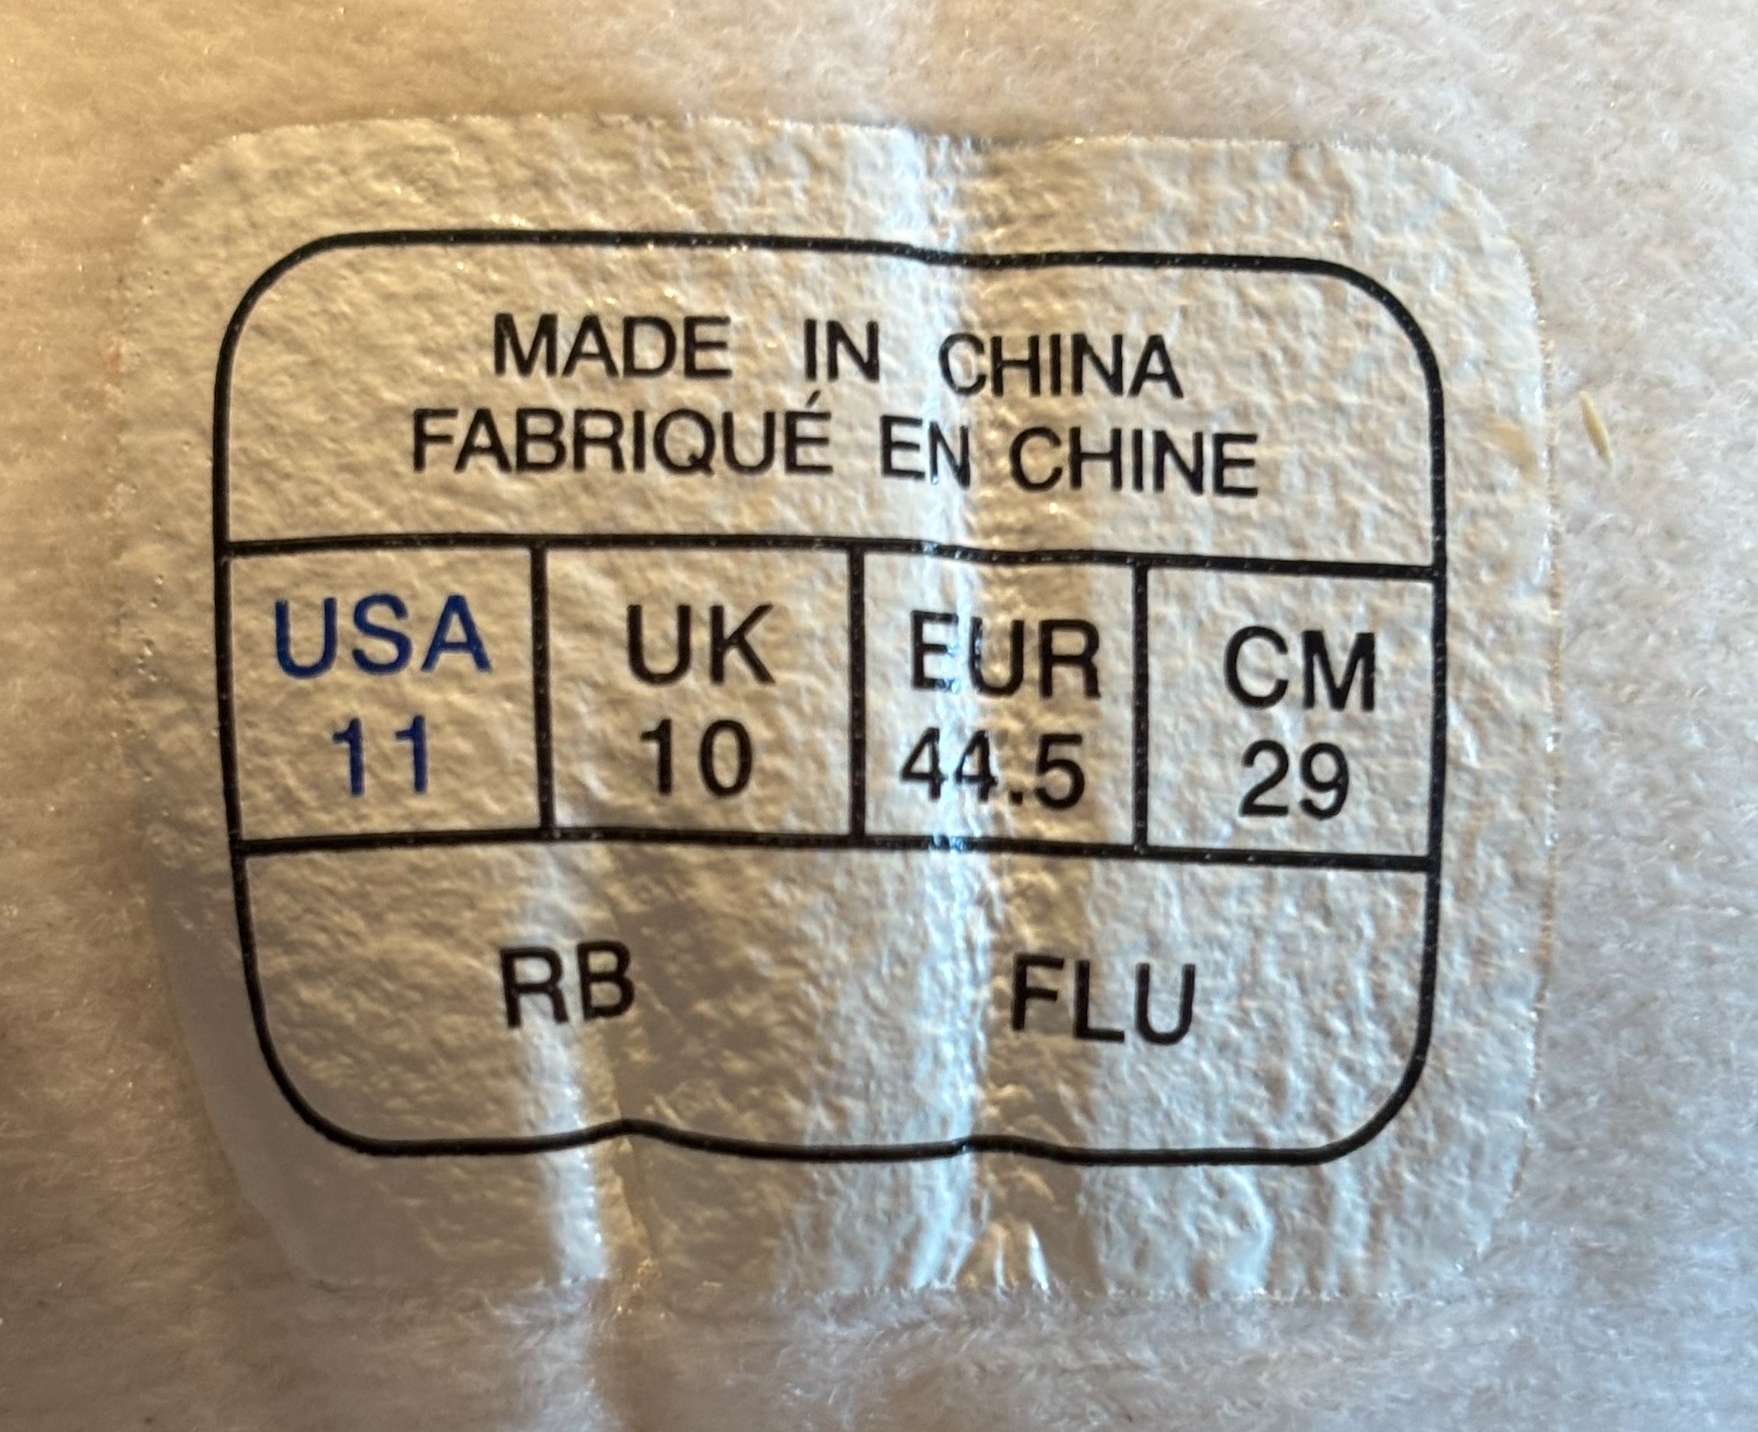 MADE IN CHINA
FABRIQUÉ EN CHINE
USA UK EUR CM
11 10 44.5 29
RB FLU